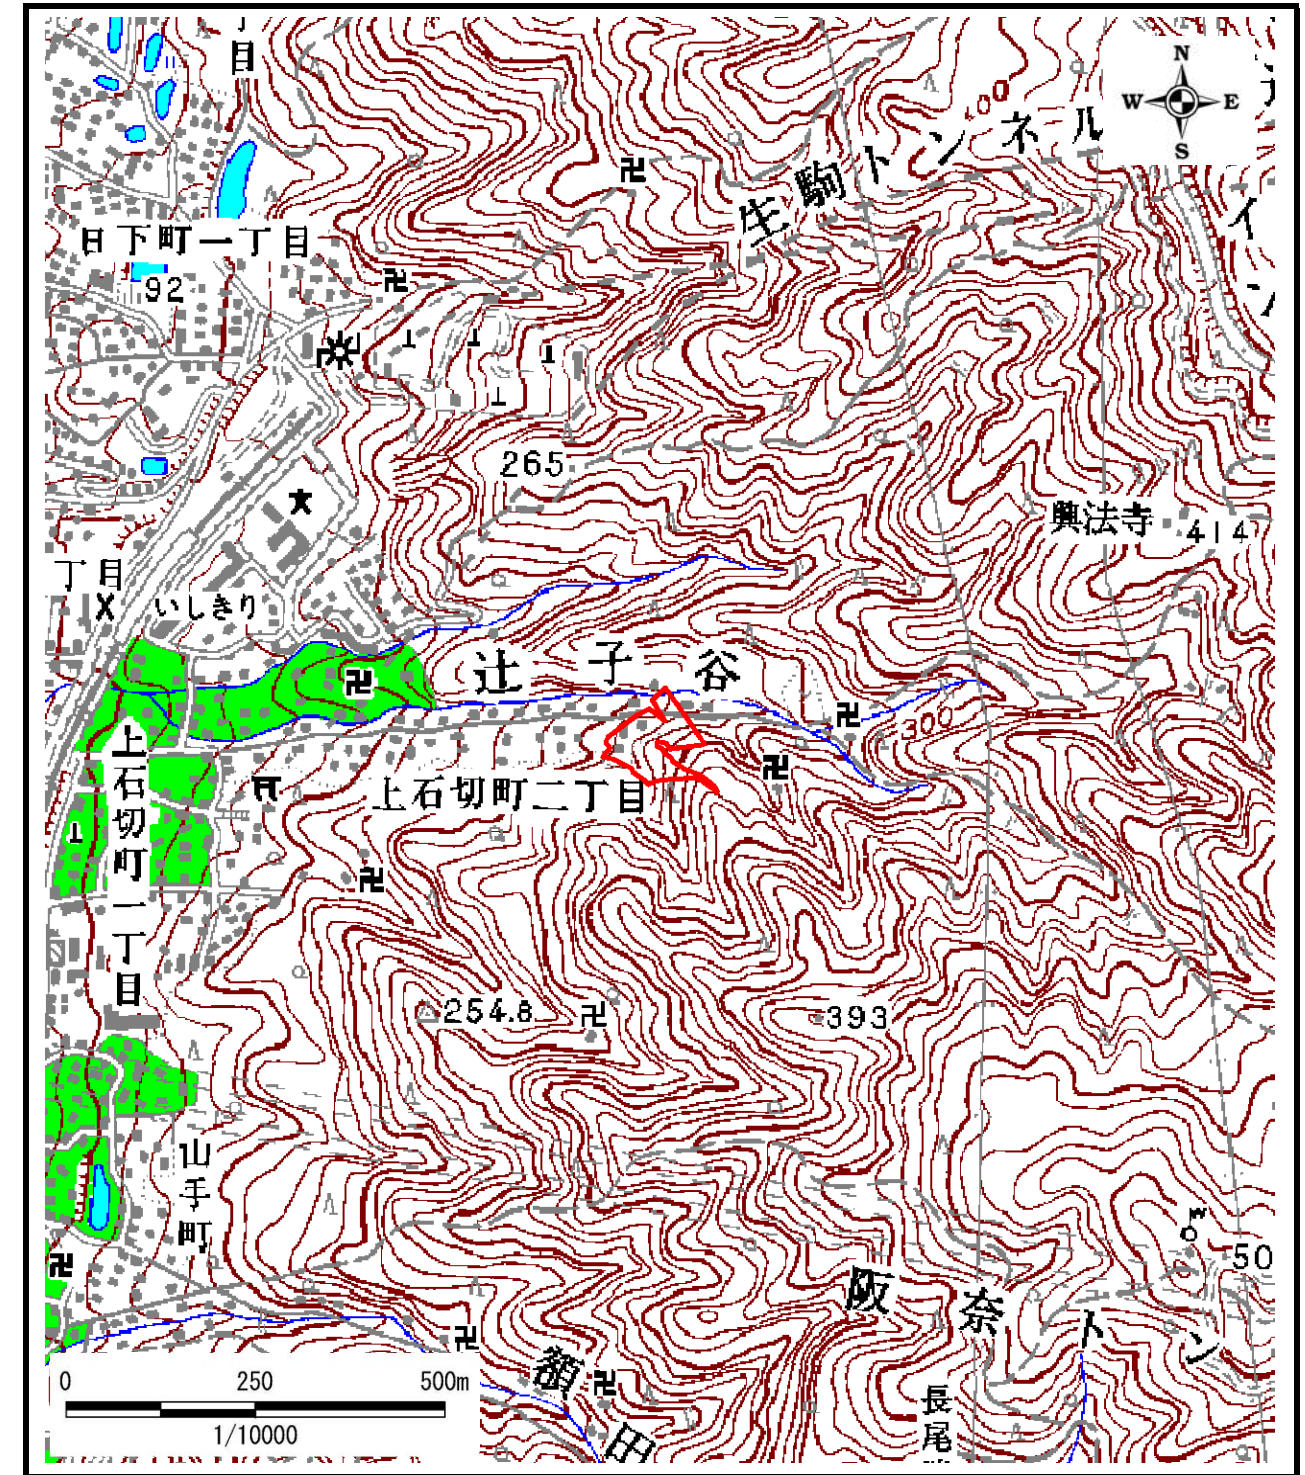 丁目
N
W E
S
生駒トンネル
イン
日下町一丁目
92
265
興法寺 414
丁目
いしきり
辻子谷
300
上石切町二丁目
上石切町一丁目
254.8
393
山手町
50
阪奈トン
額田
長尾
0 250 500m
1/10000